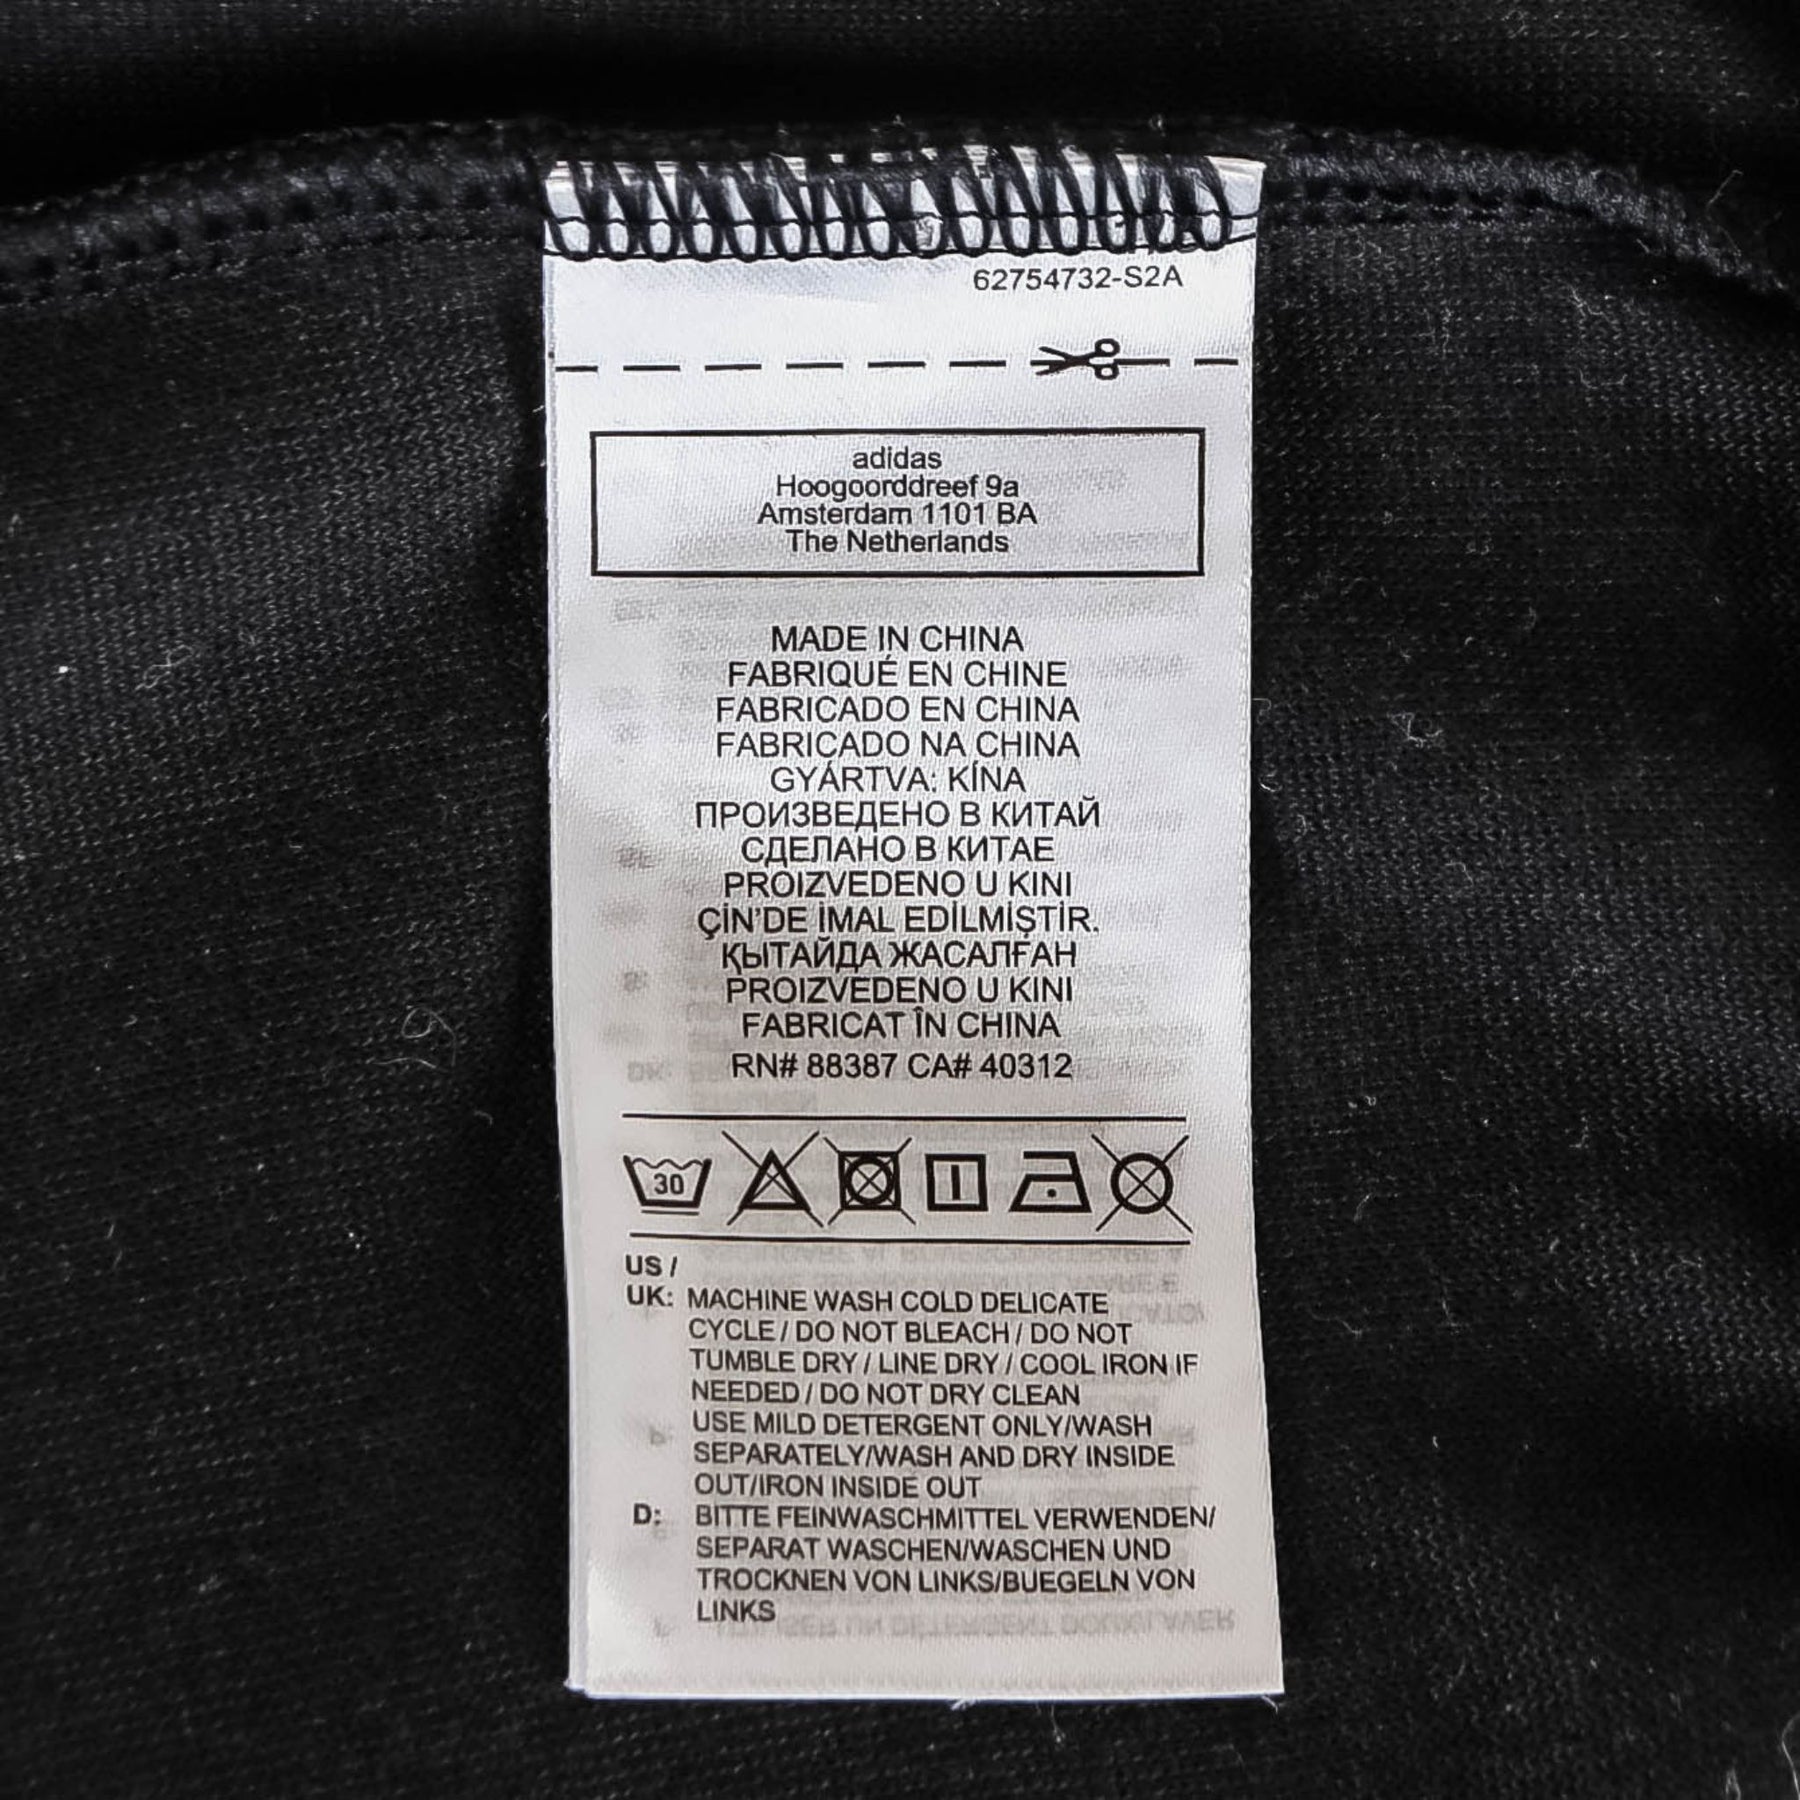 62754732-S2A
adidas
Hoogoorddreef 9a
Amsterdam 1101 BA
The Netherlands
MADE IN CHINA
FABRIQUÉ EN CHINE
FABRICADO EN CHINA
FABRICADO NA CHINA
GYÁRTVA: KÍNA
ПРОИЗВЕДЕНО В КИТАЙ
СДЕЛАНО В КИТАЕ
PROIZVEDENO U KINI
ÇİN'DE İMAL EDİLMİŞTİR.
ҚЫТАЙДА ЖАСАЛҒАН
PROIZVEDENO U KINI
FABRICAT ÎN CHINA
RN# 88387 CA# 40312
30
US /
UK: MACHINE WASH COLD DELICATE
CYCLE / DO NOT BLEACH / DO NOT
TUMBLE DRY / LINE DRY / COOL IRON IF
NEEDED / DO NOT DRY CLEAN
USE MILD DETERGENT ONLY/WASH
SEPARATELY/WASH AND DRY INSIDE
OUT/IRON INSIDE OUT
D: BITTE FEINWASCHMITTEL VERWENDEN/
SEPARAT WASCHEN/WASCHEN UND
TROCKNEN VON LINKS/BUEGELN VON
LINKS